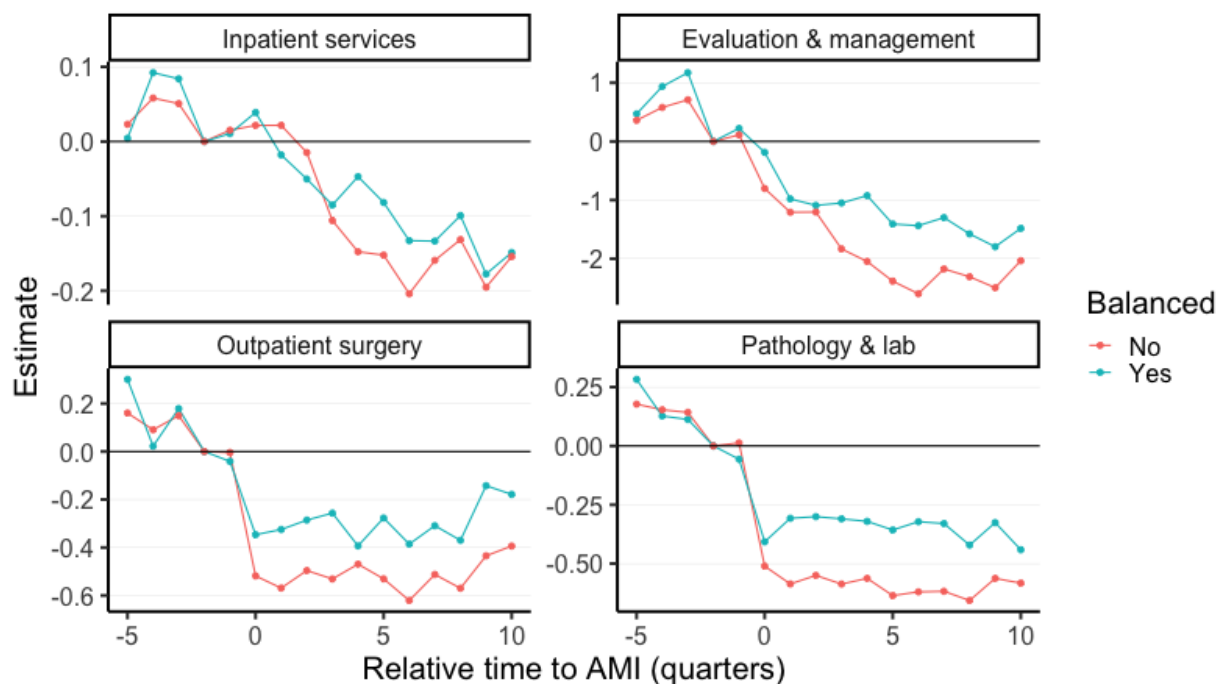 Inpatient services
Evaluation & management
0.1
0.0
-0.1
-0.2
1
0
-1
-2
Outpatient surgery
Pathology & lab
0.2
0.0
-0.2
-0.4
-0.6
0.25
0.00
-0.25
-0.50
-5 0 5 10
-5 0 5 10
Relative time to AMI (quarters)
Estimate
Balanced
No
Yes